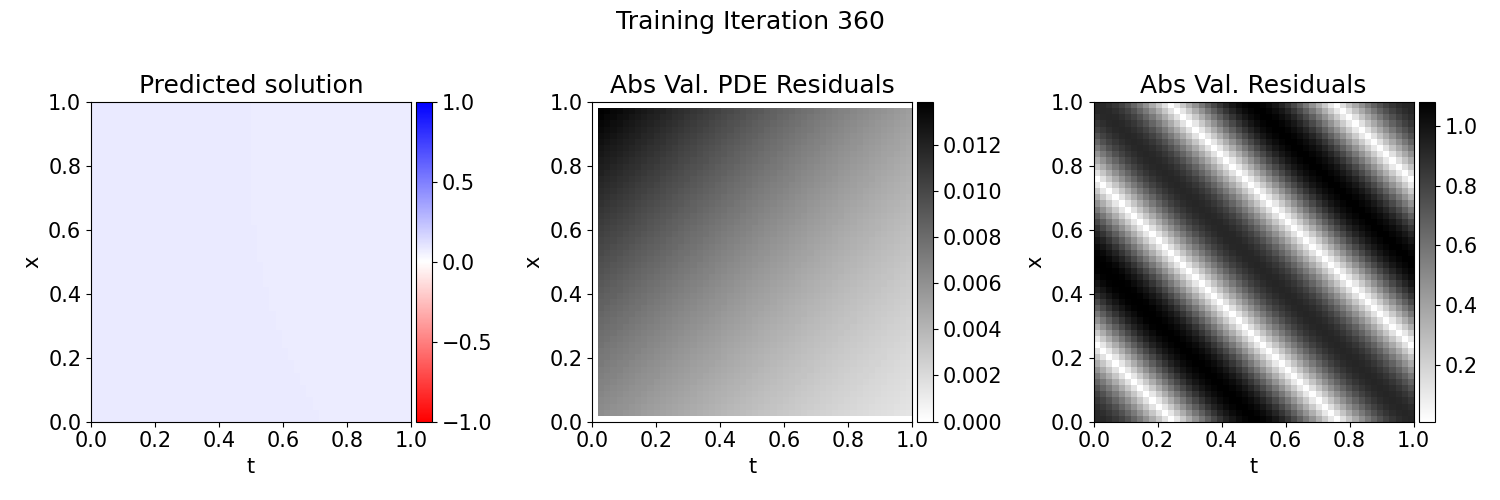 Training Iteration 360
Predicted solution
1.0
0.8
0.6
0.4
0.2
0.0
x
0.0 0.2 0.4 0.6 0.8 1.0
t
1.0
0.5
0.0
−0.5
−1.0
Abs Val. PDE Residuals
1.0
0.8
0.6
0.4
0.2
0.0
x
0.0 0.2 0.4 0.6 0.8 1.0
t
0.012
0.010
0.008
0.006
0.004
0.002
0.000
Abs Val. Residuals
1.0
0.8
0.6
0.4
0.2
0.0
x
0.0 0.2 0.4 0.6 0.8 1.0
t
1.0
0.8
0.6
0.4
0.2